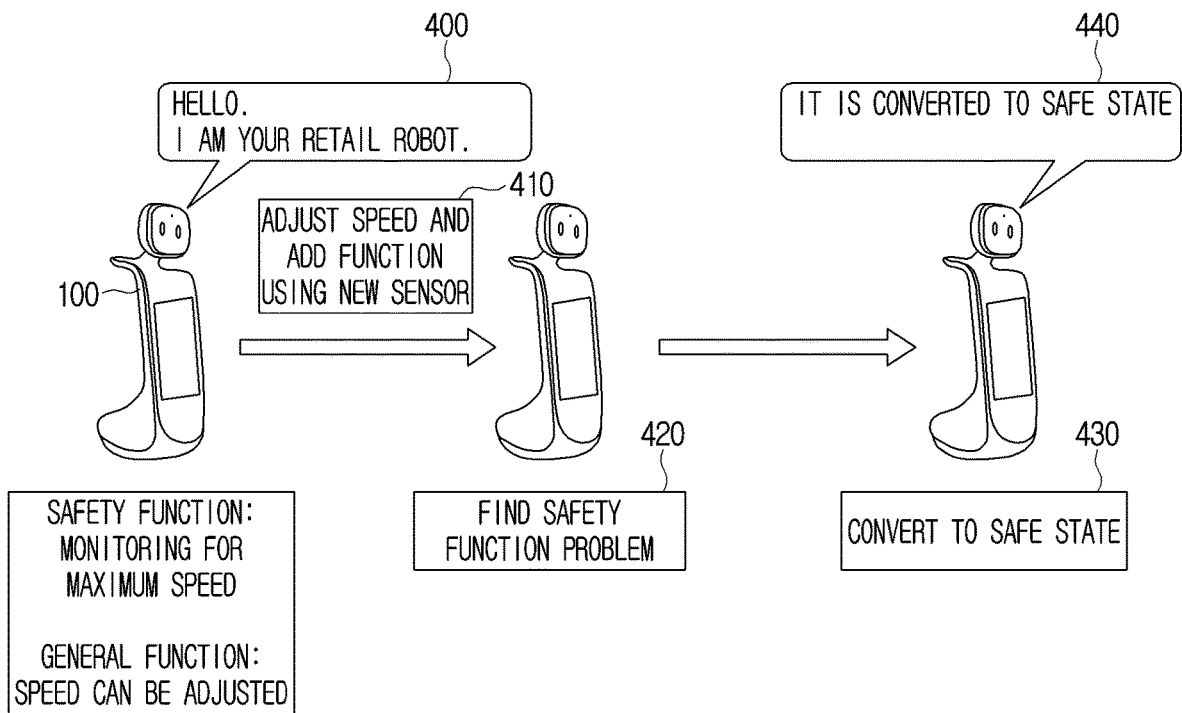 400
HELLO.
I AM YOUR RETAIL ROBOT.
410
ADJUST SPEED AND
ADD FUNCTION
USING NEW SENSOR
440
IT IS CONVERTED TO SAFE STATE
100
SAFETY FUNCTION:
MONITORING FOR
MAXIMUM SPEED
GENERAL FUNCTION:
SPEED CAN BE ADJUSTED
420
FIND SAFETY
FUNCTION PROBLEM
430
CONVERT TO SAFE STATE